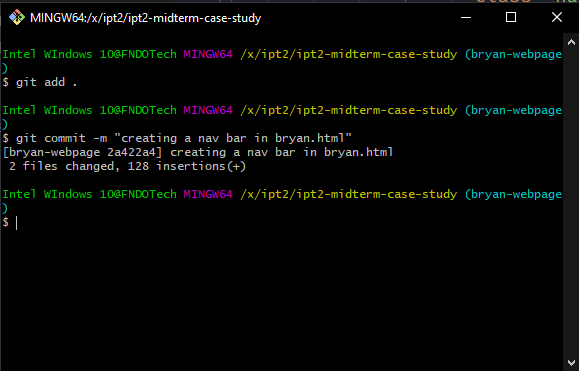 MINGW64:/x/ipt2/ipt2-midterm-case-study
Intel WIndows 10@FNDOTech MINGW64 /x/ipt2/ipt2-midterm-case-study (bryan-webpage
)
$ git add .
Intel WIndows 10@FNDOTech MINGW64 /x/ipt2/ipt2-midterm-case-study (bryan-webpage
)
$ git commit -m "creating a nav bar in bryan.html"
[bryan-webpage 2a422a4] creating a nav bar in bryan.html
 2 files changed, 128 insertions(+)
Intel WIndows 10@FNDOTech MINGW64 /x/ipt2/ipt2-midterm-case-study (bryan-webpage
)
$